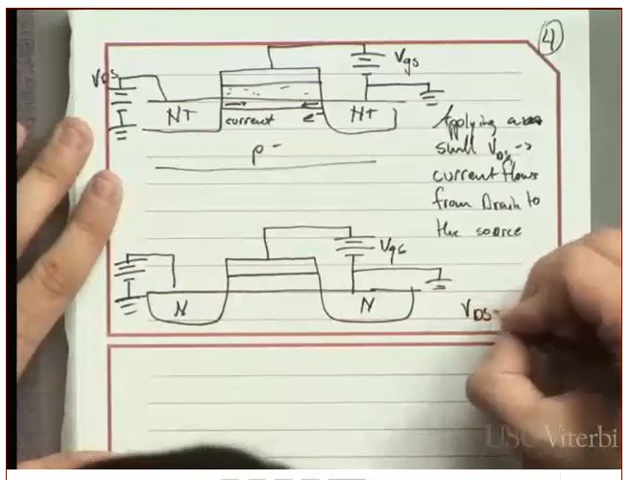 4
VDS
Vgs
N+
N+
current
e-
p-
Applying a
small VDS →
current flows
from Drain to
the source
Vgs
N
N
VDS=
USC Viterbi